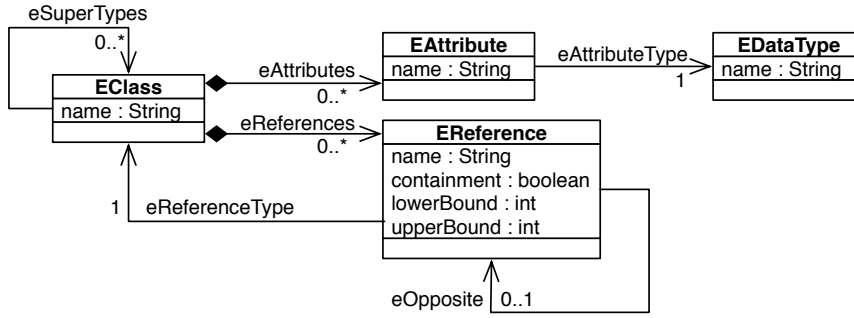 eSuperTypes
0..*
EClass
name : String
eAttributes
0..*
EAttribute
name : String
eAttributeType
1
EDataType
name : String
eReferences
0..*
EReference
name : String
containment : boolean
lowerBound : int
upperBound : int
1
eReferenceType
eOpposite
0..1